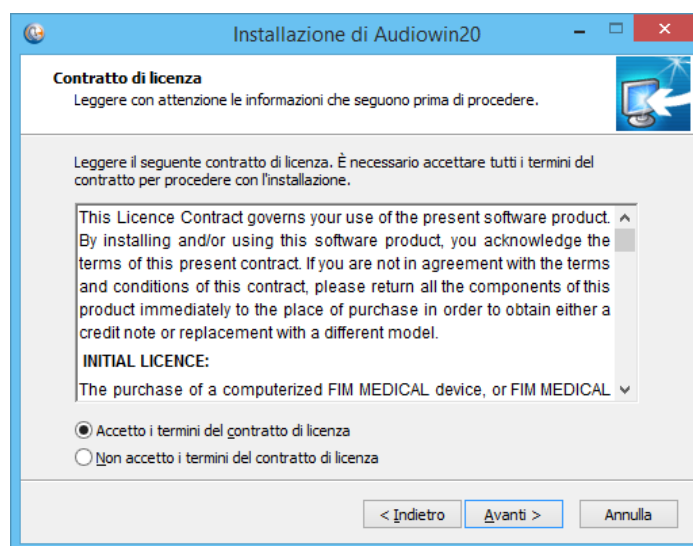 Installazione di Audiowin20
Contratto di licenza
Leggere con attenzione le informazioni che seguono prima di procedere.
Leggere il seguente contratto di licenza. È necessario accettare tutti i termini del
contratto per procedere con l'installazione.
This Licence Contract governs your use of the present software product.
By installing and/or using this software product, you acknowledge the
terms of this present contract. If you are not in agreement with the terms
and conditions of this contract, please return all the components of this
product immediately to the place of purchase in order to obtain either a
credit note or replacement with a different model.
INITIAL LICENCE:
The purchase of a computerized FIM MEDICAL device, or FIM MEDICAL
Accetto i termini del contratto di licenza
Non accetto i termini del contratto di licenza
< Indietro Avanti > Annulla